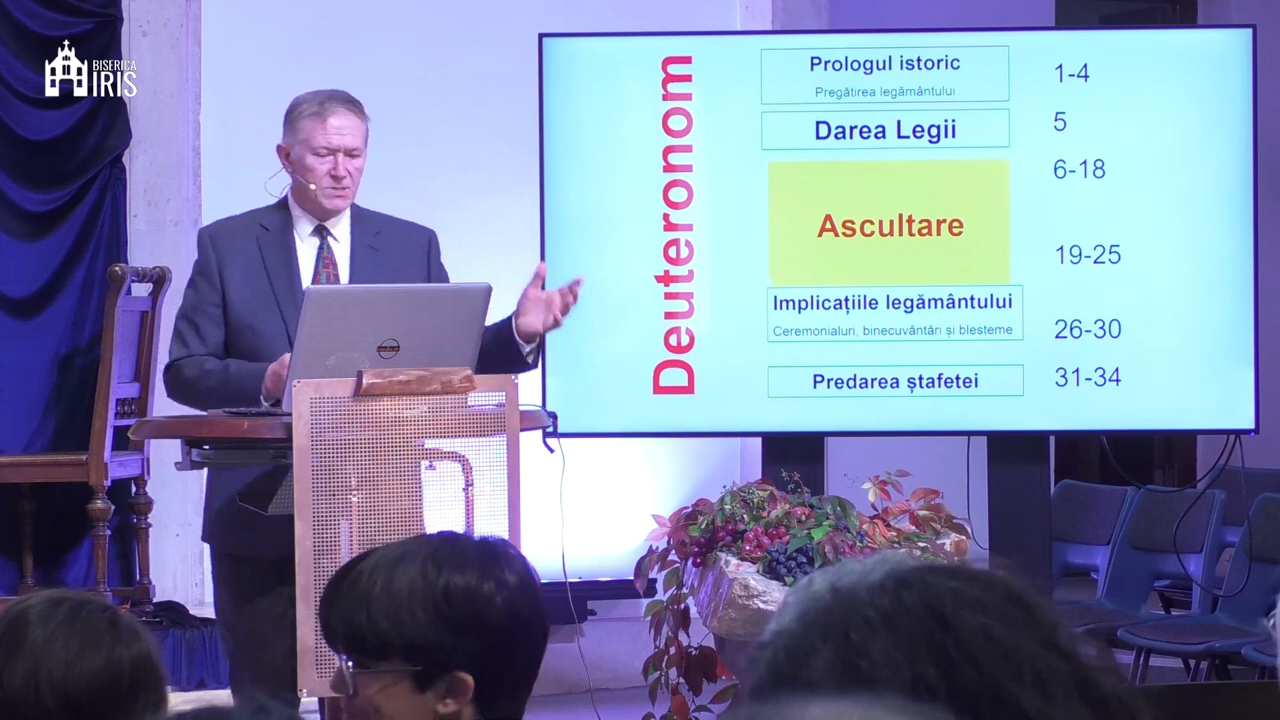 BISERICA
IRIS
Deuteronom
Prologul istoric
Pregătirea legământului
1-4
Darea Legii
5
Ascultare
6-18
19-25
Implicațiile legământului
Ceremonialuri, binecuvântări și blesteme
26-30
Predarea ștafetei
31-34